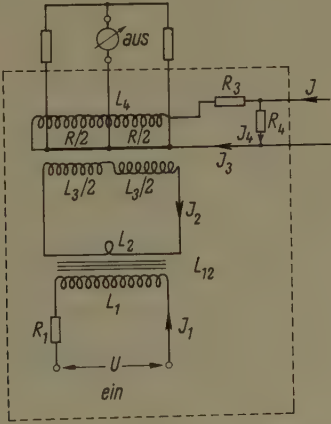 aus
L₄
R₃
J
R/2 R/2
J₄
R₄
J₃
L₃/2 L₃/2
J₂
L₂
L₁₂
L₁
R₁
J₁
U
ein